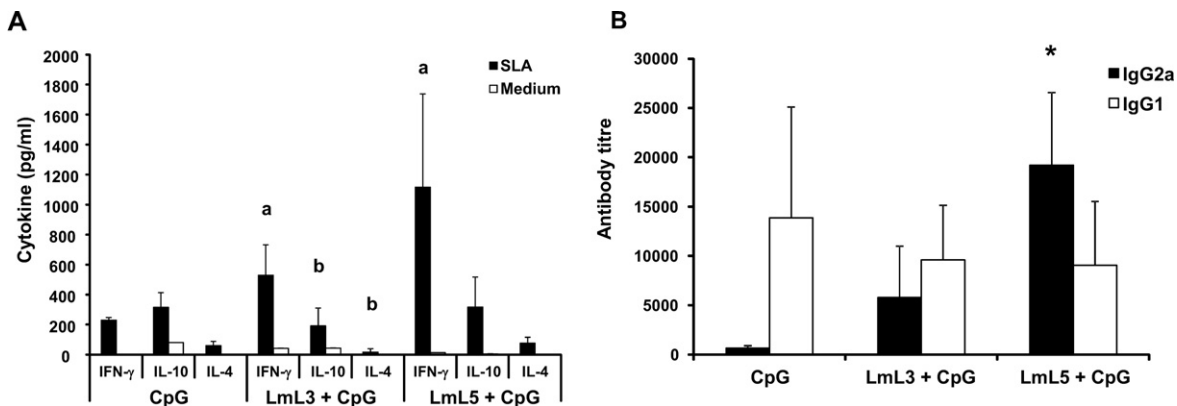 A
Cytokine (pg/ml)
2000
1800
1600
1400
1200
1000
800
600
400
200
0
SLA
Medium
a
a
b
b
IFN-γ IL-10 IL-4 IFN-γ IL-10 IL-4 IFN-γ IL-10 IL-4
CpG LmL3 + CpG LmL5 + CpG
B
Antibody titre
30000
25000
20000
15000
10000
5000
0
*
IgG2a
IgG1
CpG LmL3 + CpG LmL5 + CpG